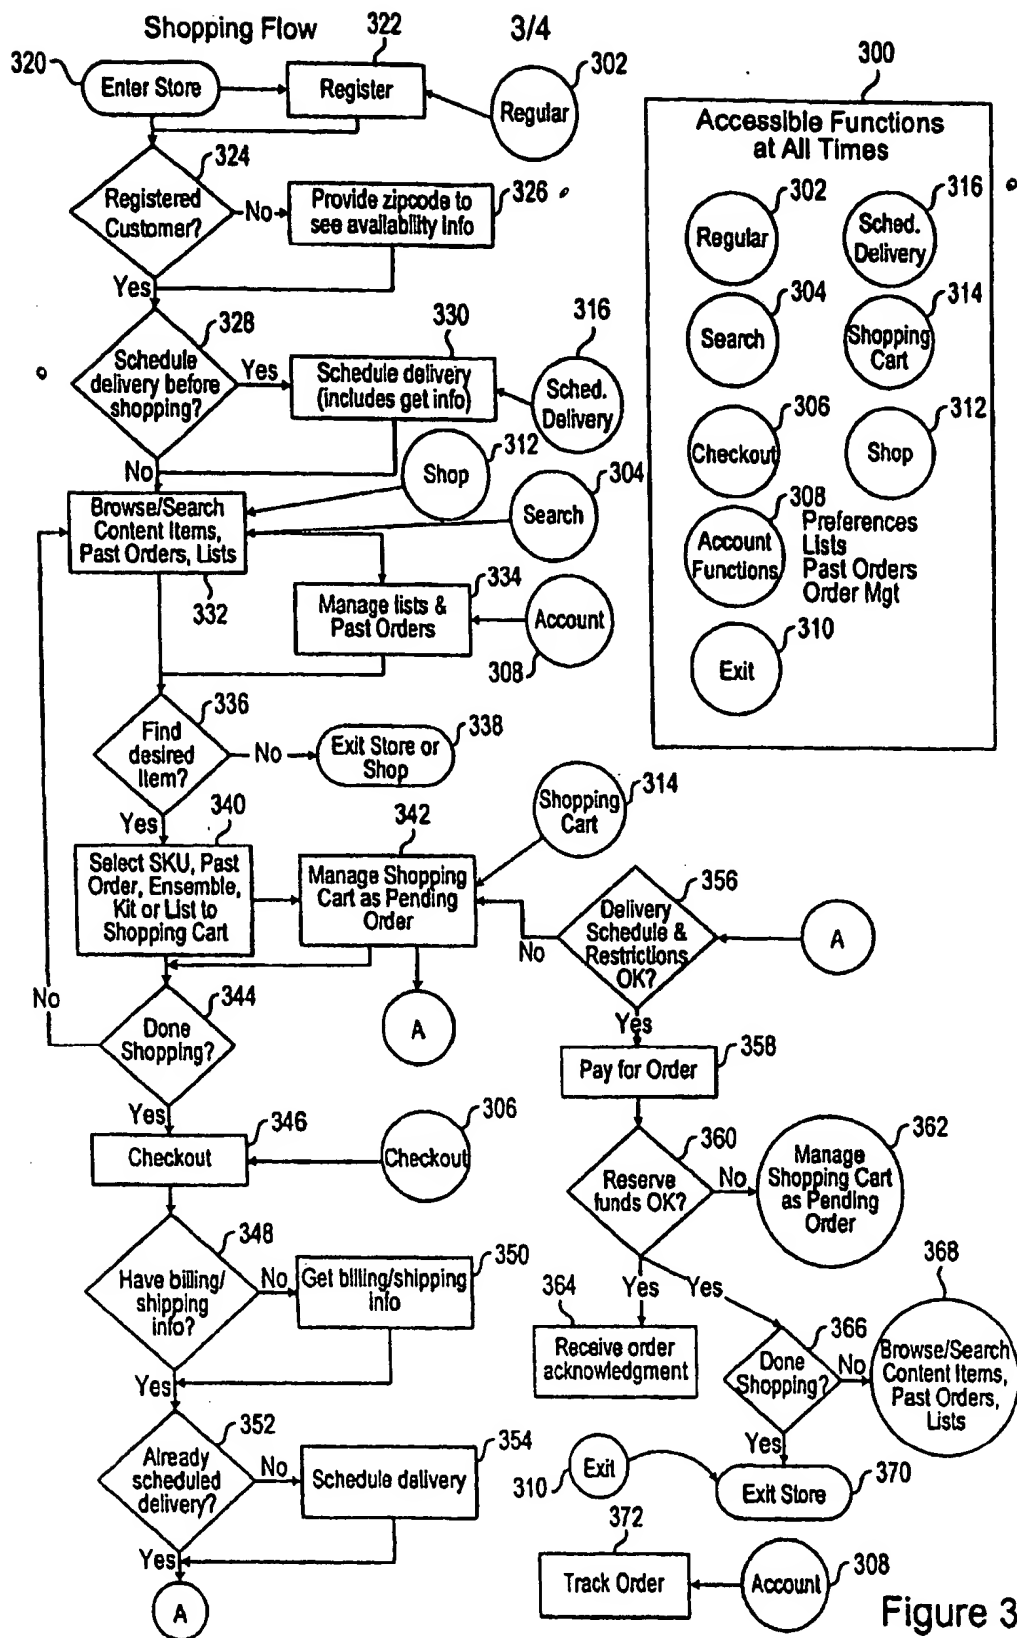 Shopping Flow
3/4
320
Enter Store
322
Register
302
Regular
324
Registered
Customer?
No
Provide zipcode to
see availability info
326
Yes
328
Schedule
delivery before
shopping?
Yes
330
Schedule delivery
(includes get info)
316
Sched.
Delivery
No
312
Shop
304
Search
Browse/Search
Content Items,
Past Orders, Lists
332
334
Manage lists &
Past Orders
Account
308
336
Find
desired
Item?
No
Exit Store or
Shop
338
Yes
340
Select SKU, Past
Order, Ensemble,
Kit or List to
Shopping Cart
342
Manage Shopping
Cart as Pending
Order
Shopping
Cart
314
A
No
344
Done
Shopping?
Yes
346
Checkout
306
Checkout
348
Have billing/
shipping
info?
No
Get billing/shipping
info
350
Yes
352
Already
scheduled
delivery?
No
Schedule delivery
354
Yes
A
300
Accessible Functions
at All Times
302
Regular
316
Sched.
Delivery
304
Search
314
Shopping
Cart
306
Checkout
312
Shop
308
Account
Functions
Preferences
Lists
Past Orders
Order Mgt
310
Exit
356
Delivery
Schedule &
Restrictions
OK?
A
No
Yes
Pay for Order
358
360
Reserve
funds OK?
No
362
Manage
Shopping Cart
as Pending
Order
Yes
Yes
364
Receive order
acknowledgment
366
Done
Shopping?
No
368
Browse/Search
Content Items,
Past Orders,
Lists
Yes
310
Exit
Exit Store
370
372
Track Order
Account
308
Figure 3